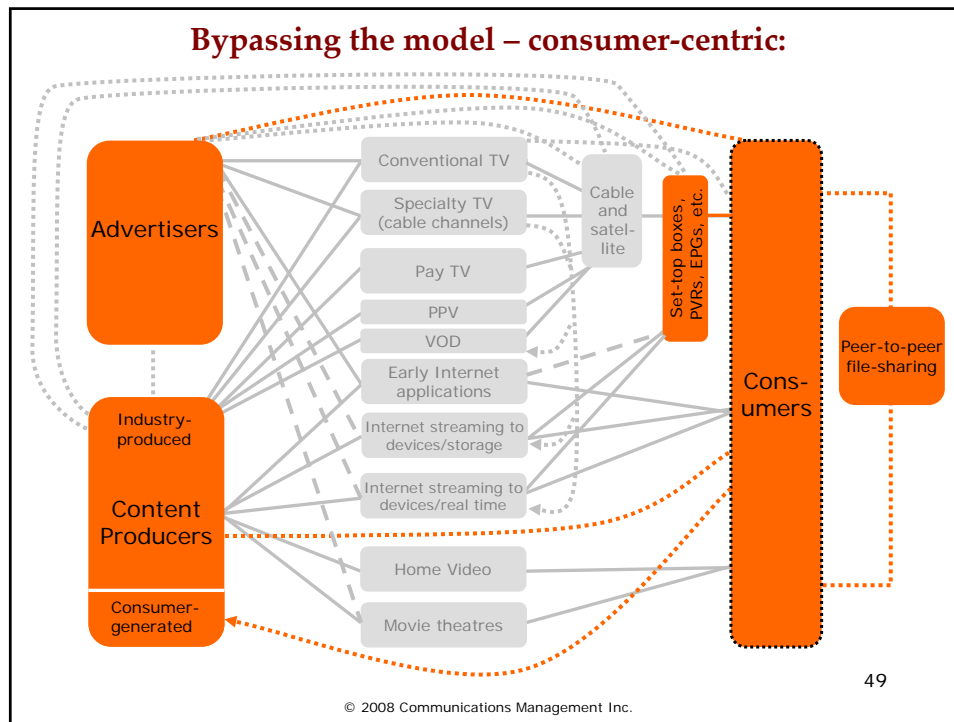 Bypassing the model – consumer-centric:
Advertisers
Industry-
produced
Content
Producers
Consumer-
generated
Conventional TV
Specialty TV
(cable channels)
Pay TV
PPV
VOD
Early Internet
applications
Internet streaming to
devices/storage
Internet streaming to
devices/real time
Home Video
Movie theatres
Cable
and
satel-
lite
Set-top boxes,
PVRs, EPGs, etc.
Cons-
umers
Peer-to-peer
file-sharing
49
© 2008 Communications Management Inc.